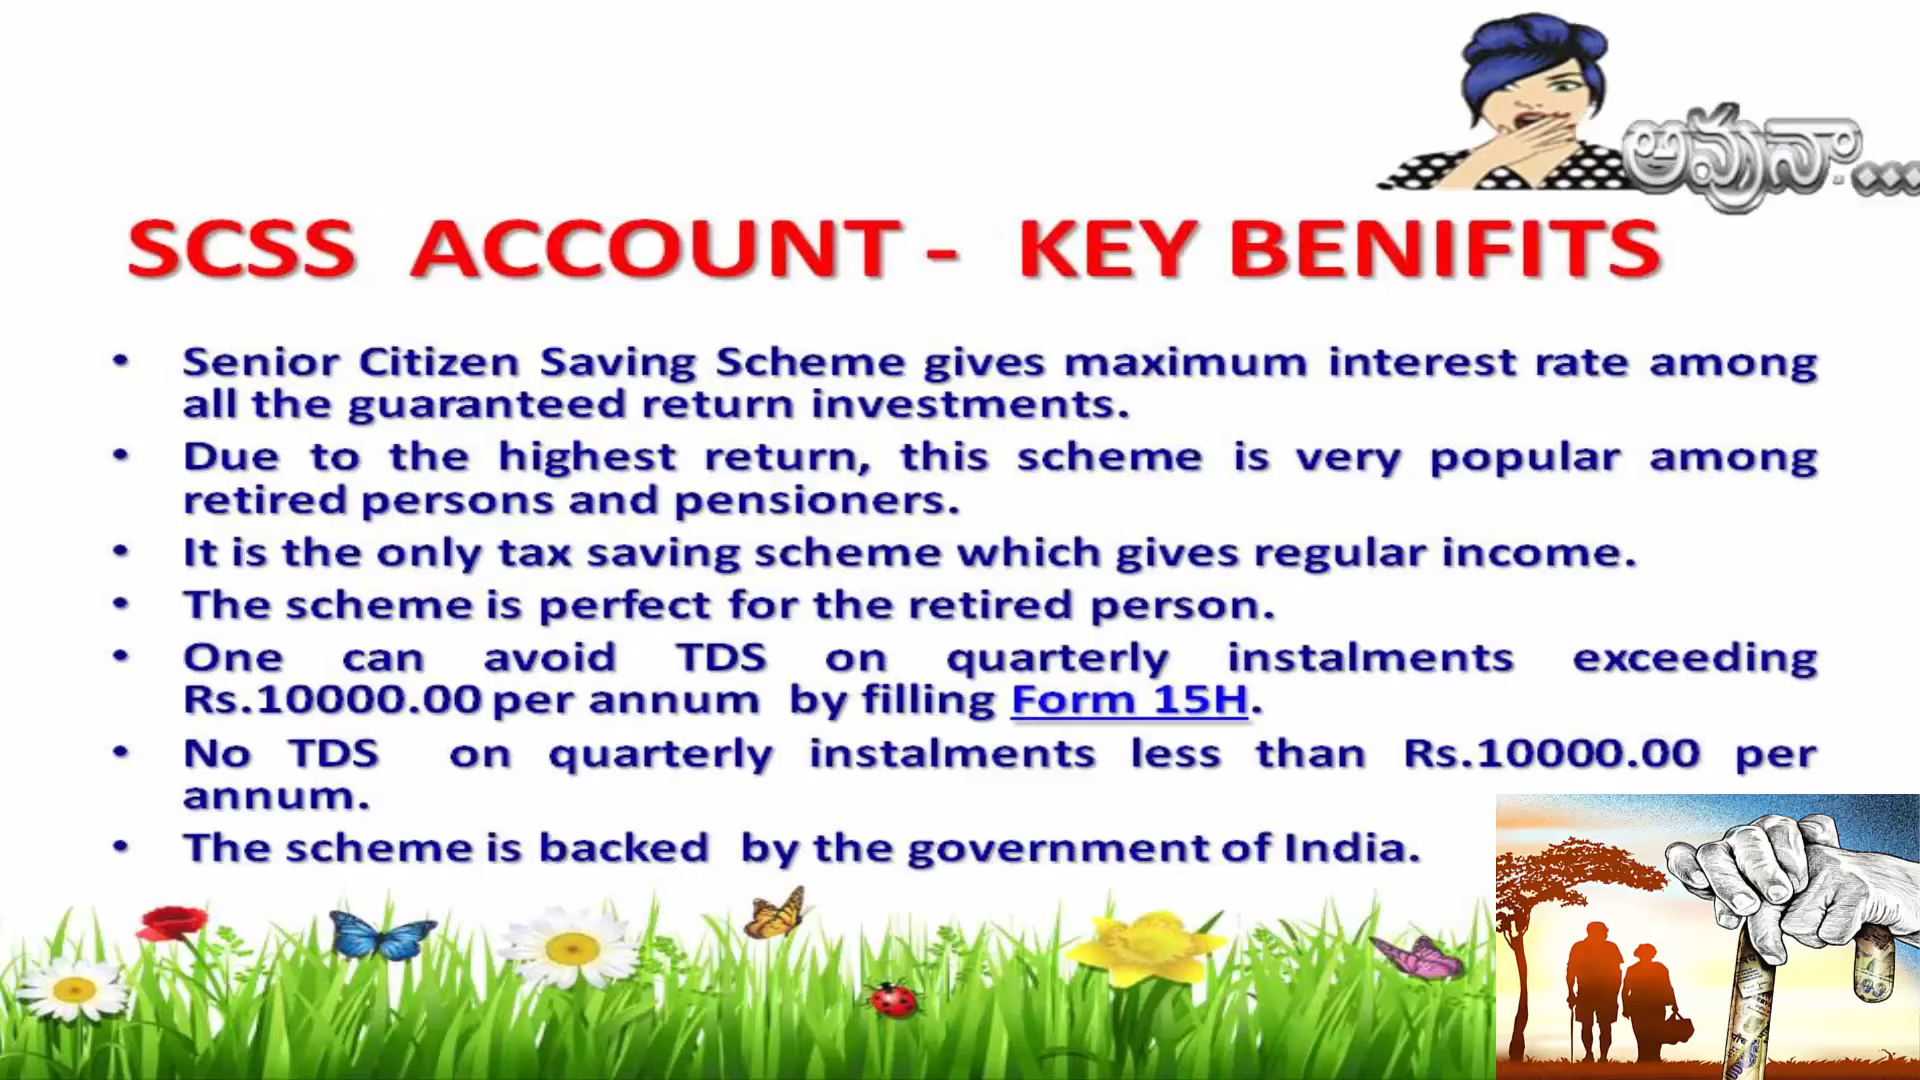 అవునా...
SCSS ACCOUNT - KEY BENIFITS
• Senior Citizen Saving Scheme gives maximum interest rate among
all the guaranteed return investments.
• Due to the highest return, this scheme is very popular among
retired persons and pensioners.
• It is the only tax saving scheme which gives regular income.
• The scheme is perfect for the retired person.
• One can avoid TDS on quarterly instalments exceeding
Rs.10000.00 per annum by filling Form 15H.
• No TDS on quarterly instalments less than Rs.10000.00 per
annum.
• The scheme is backed by the government of India.